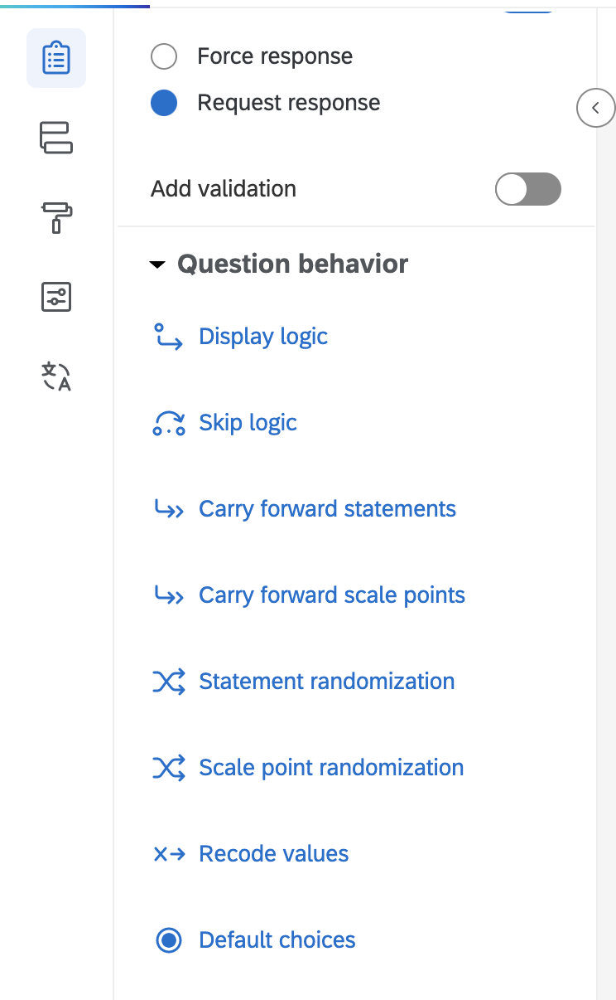 Force response
Request response
Add validation
Question behavior
Display logic
Skip logic
Carry forward statements
Carry forward scale points
Statement randomization
Scale point randomization
Recode values
Default choices